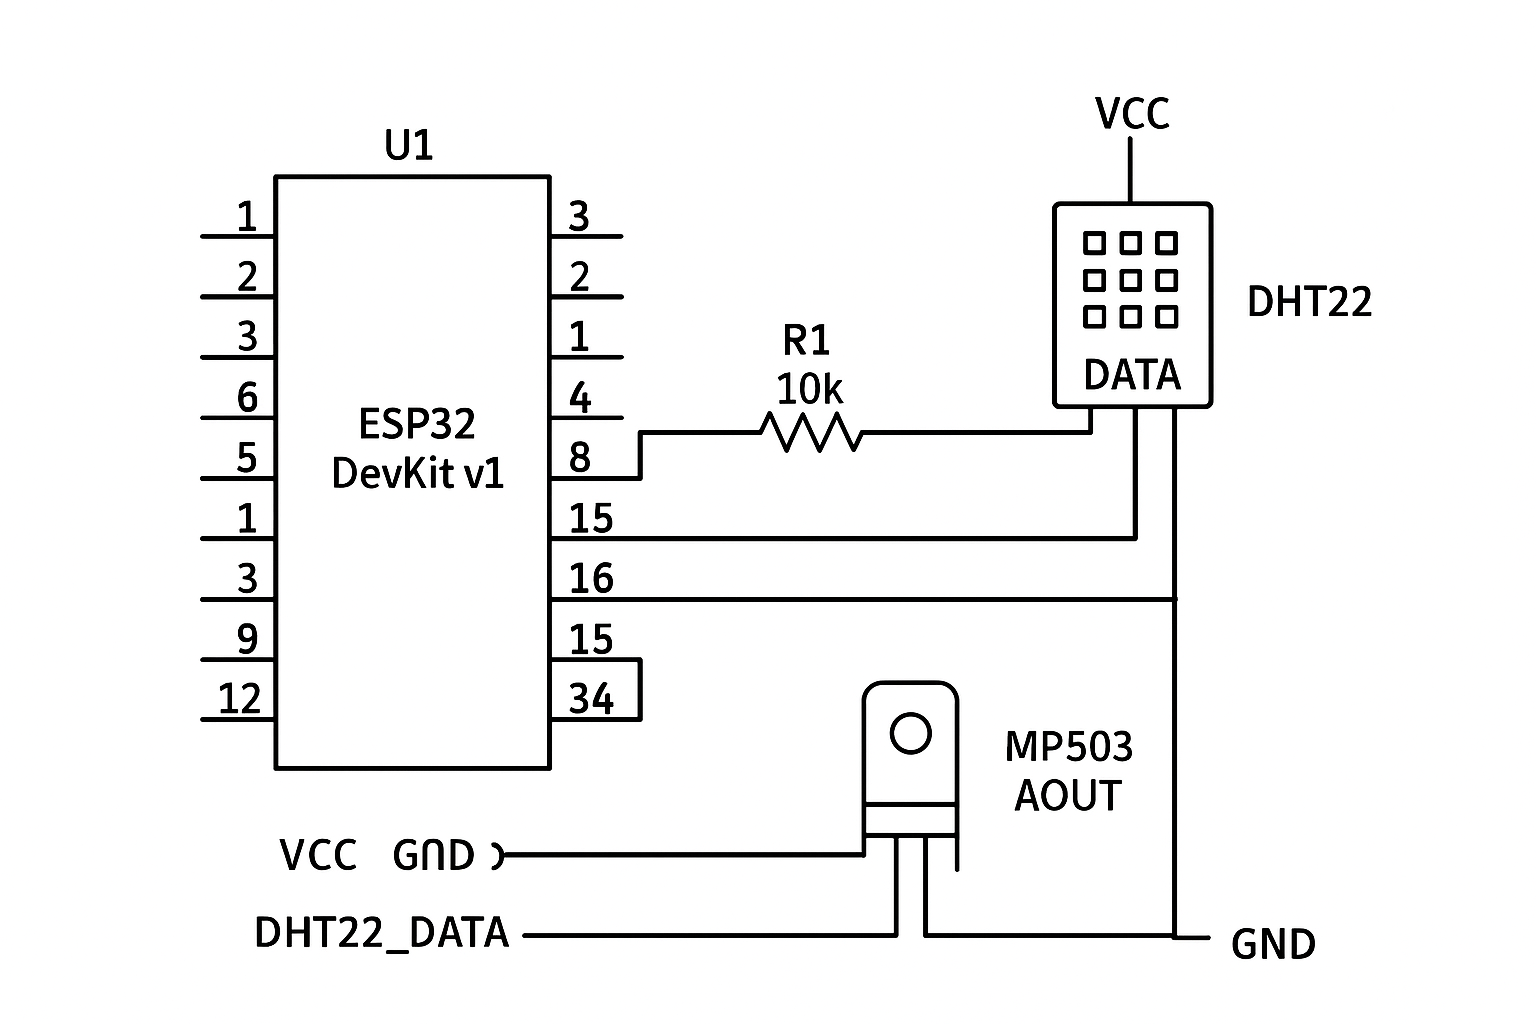 VCC
U1
1
3
2
2
3
1
6
4
5
8
1
15
3
16
9
15
12
34
ESP32
DevKit v1
R1
10k
DATA
DHT22
MP503
AOUT
VCC GND
DHT22_DATA
GND